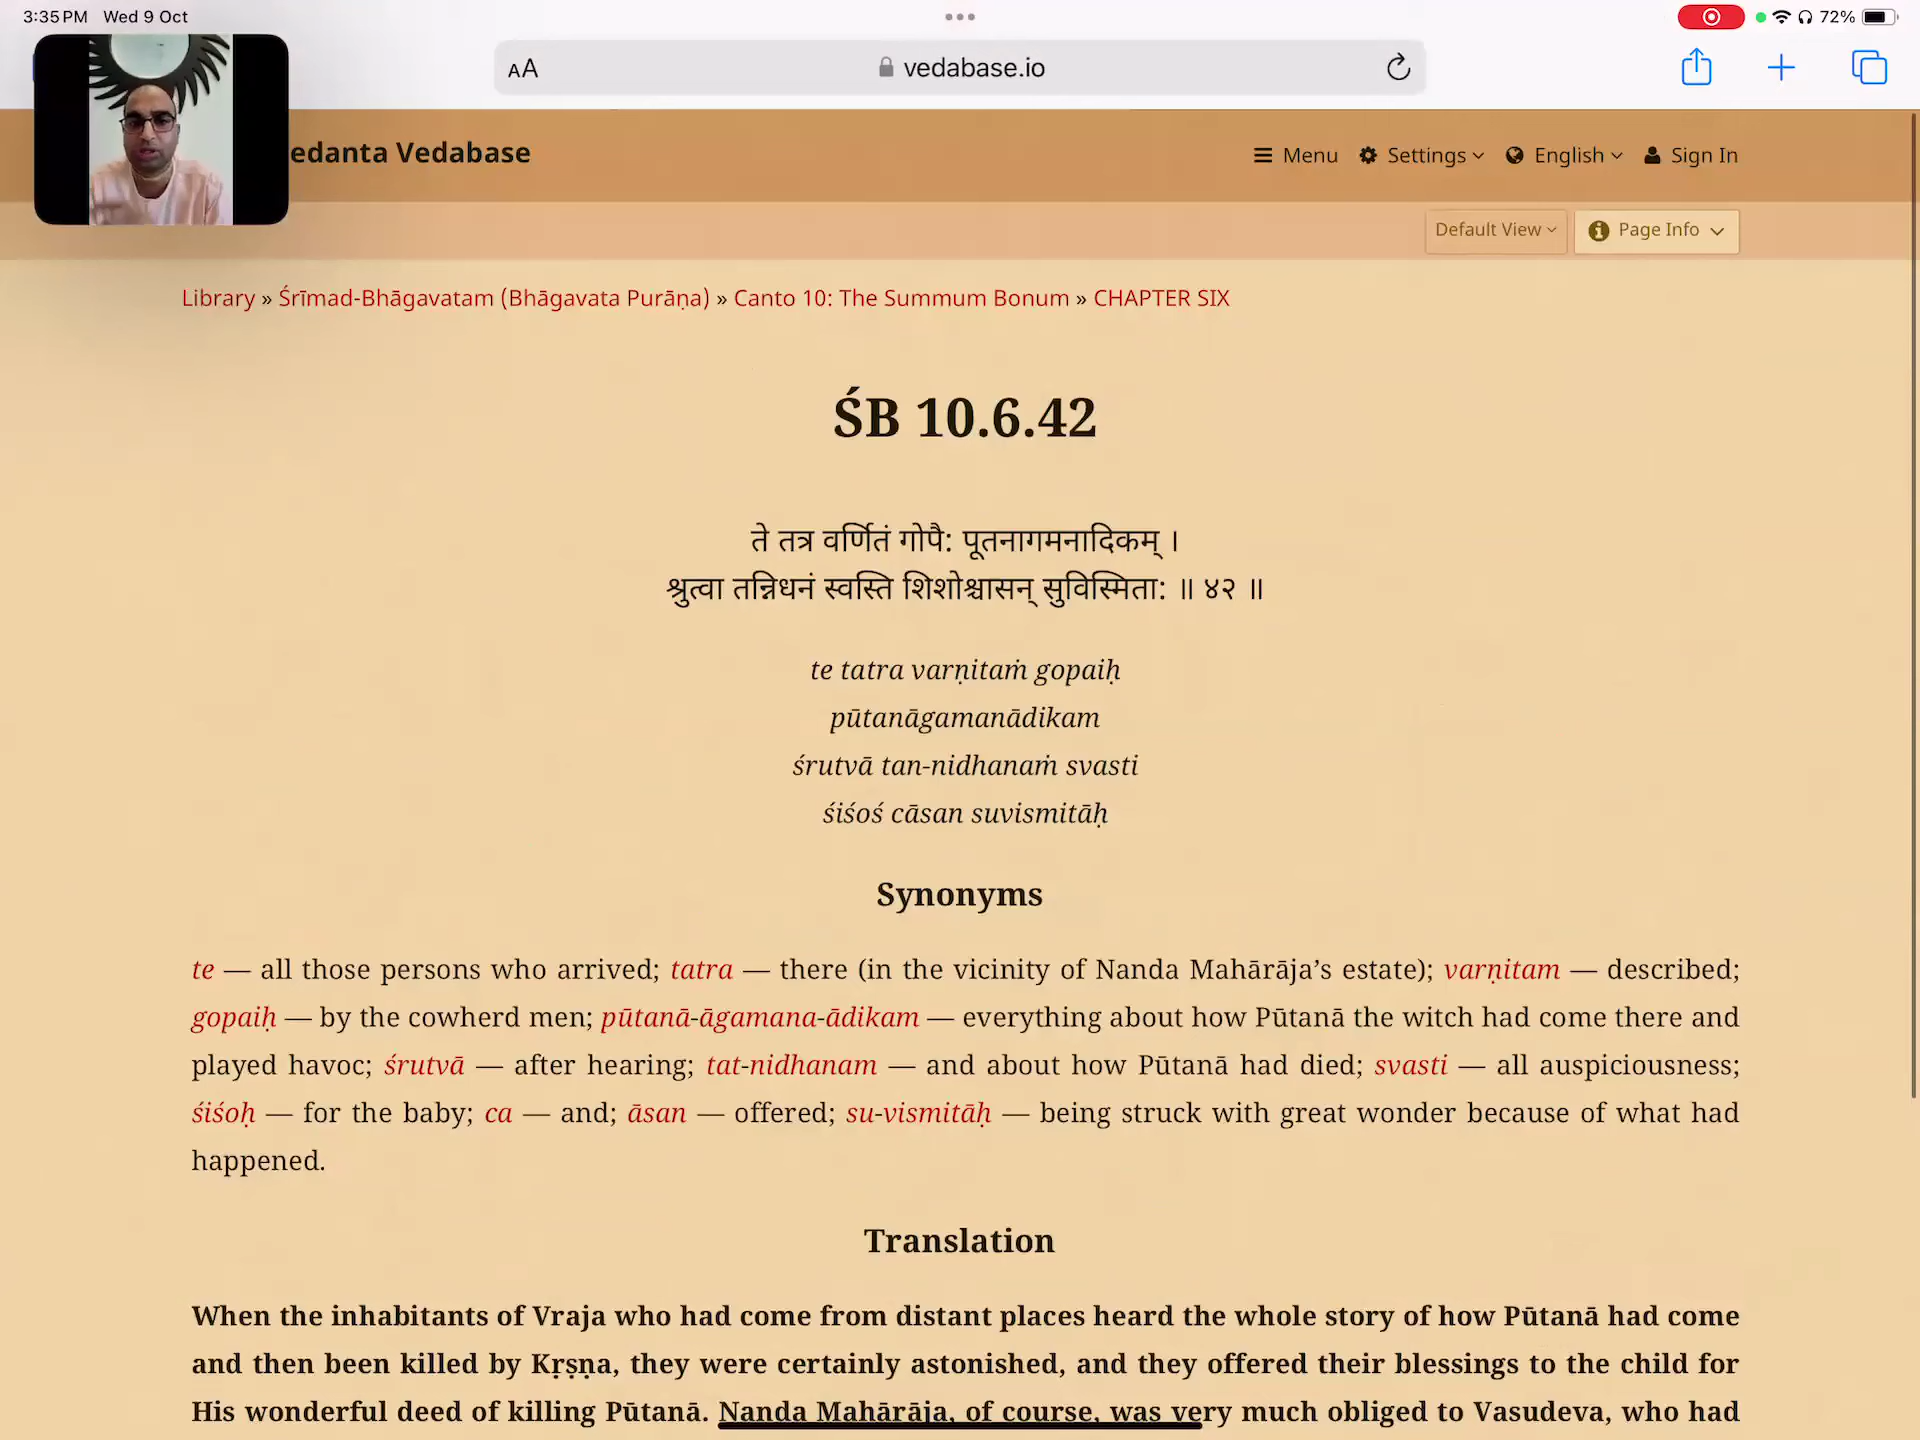 3:35 PM Wed 9 Oct
72%
AA vedabase.io
edanta Vedabase
Menu Settings English Sign In
Default View Page Info
Library » Śrīmad-Bhāgavatam (Bhāgavata Purāṇa) » Canto 10: The Summum Bonum » CHAPTER SIX
ŚB 10.6.42
ते तत्र वर्णितं गोपै: पूतनागमनादिकम् ।
श्रुत्वा तन्निधनं स्वस्ति शिशोश्चासन् सुविस्मिता: ॥ ४२ ॥
te tatra varṇitaṁ gopaiḥ
pūtanāgamanādikam
śrutvā tan-nidhanaṁ svasti
śiśoś cāsan suvismitāḥ
Synonyms
te — all those persons who arrived; tatra — there (in the vicinity of Nanda Mahārāja’s estate); varṇitam — described;
gopaiḥ — by the cowherd men; pūtanā-āgamana-ādikam — everything about how Pūtanā the witch had come there and
played havoc; śrutvā — after hearing; tat-nidhanam — and about how Pūtanā had died; svasti — all auspiciousness;
śiśoḥ — for the baby; ca — and; āsan — offered; su-vismitāḥ — being struck with great wonder because of what had
happened.
Translation
When the inhabitants of Vraja who had come from distant places heard the whole story of how Pūtanā had come
and then been killed by Kṛṣṇa, they were certainly astonished, and they offered their blessings to the child for
His wonderful deed of killing Pūtanā. Nanda Mahārāja, of course, was very much obliged to Vasudeva, who had